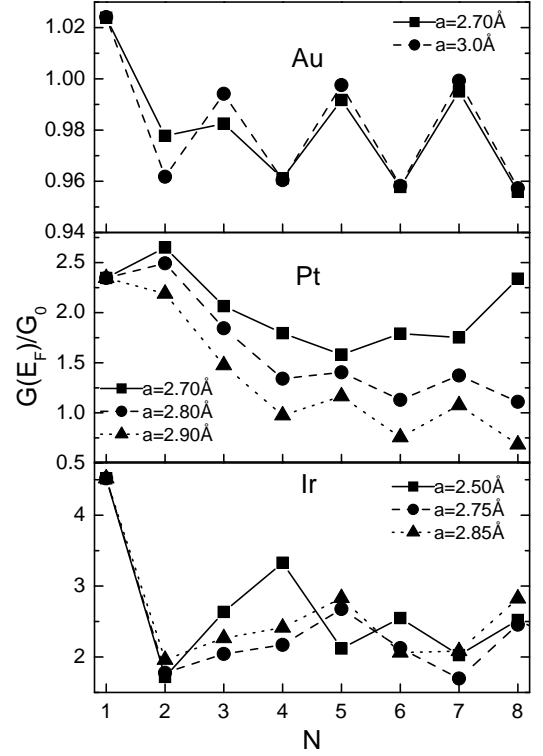 1.02
1.00
0.98
0.96
0.94
Au
a=2.70Å
a=3.0Å
2.5
2.0
1.5
1.0
0.5
Pt
a=2.70Å
a=2.80Å
a=2.90Å
G(E_F)/G_0
4
3
2
Ir
a=2.50Å
a=2.75Å
a=2.85Å
1 2 3 4 5 6 7 8
N